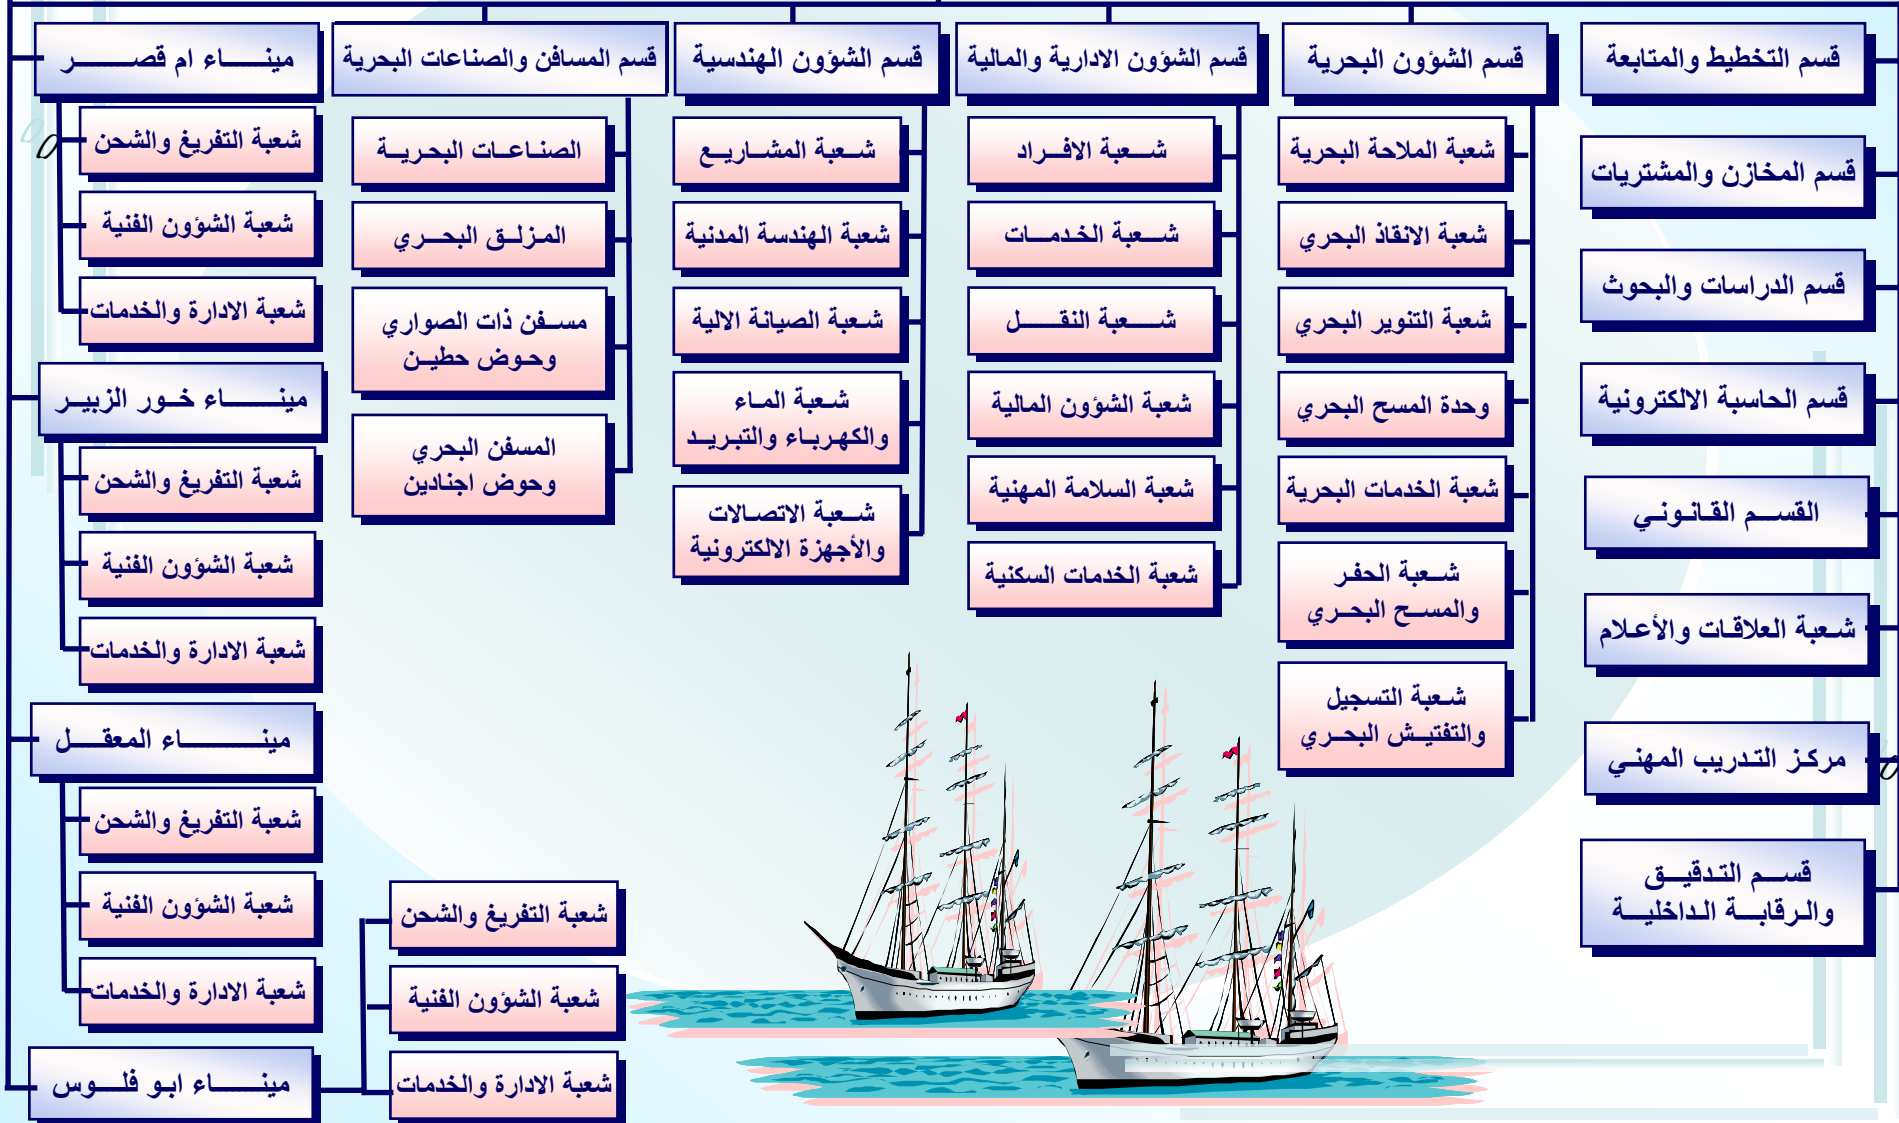 قسم التخطيط والمتابعة
قسم المخازن والمشتريات
قسم الدراسات والبحوث
قسم الحاسبة الالكترونية
القسم القانوني
شعبة العلاقات والأعلام
مركز التدريب المهني
قسم التدقيق
والرقابة الداخلية
قسم الشؤون البحرية
شعبة الملاحة البحرية
شعبة الانقاذ البحري
شعبة التنوير البحري
وحدة المسح البحري
شعبة الخدمات البحرية
شعبة الحفر
والمسح البحري
شعبة التسجيل
والتفتيش البحري
قسم الشؤون الادارية والمالية
شعبة الافراد
شعبة الخدمات
شعبة النقل
شعبة الشؤون المالية
شعبة السلامة المهنية
شعبة الخدمات السكنية
قسم الشؤون الهندسية
شعبة المشاريع
شعبة الهندسة المدنية
شعبة الصيانة الالية
شعبة الماء
والكهرباء والتبريد
شعبة الاتصالات
والأجهزة الالكترونية
قسم المسافن والصناعات البحرية
الصناعات البحرية
المزلق البحري
مسفن ذات الصواري
وحوض حطين
المسفن البحري
وحوض اجنادين
ميناء ام قصر
شعبة التفريغ والشحن
شعبة الشؤون الفنية
شعبة الادارة والخدمات
ميناء خور الزبير
شعبة التفريغ والشحن
شعبة الشؤون الفنية
شعبة الادارة والخدمات
ميناء المعقل
شعبة التفريغ والشحن
شعبة الشؤون الفنية
شعبة الادارة والخدمات
ميناء ابو فلوس
شعبة التفريغ والشحن
شعبة الشؤون الفنية
شعبة الادارة والخدمات